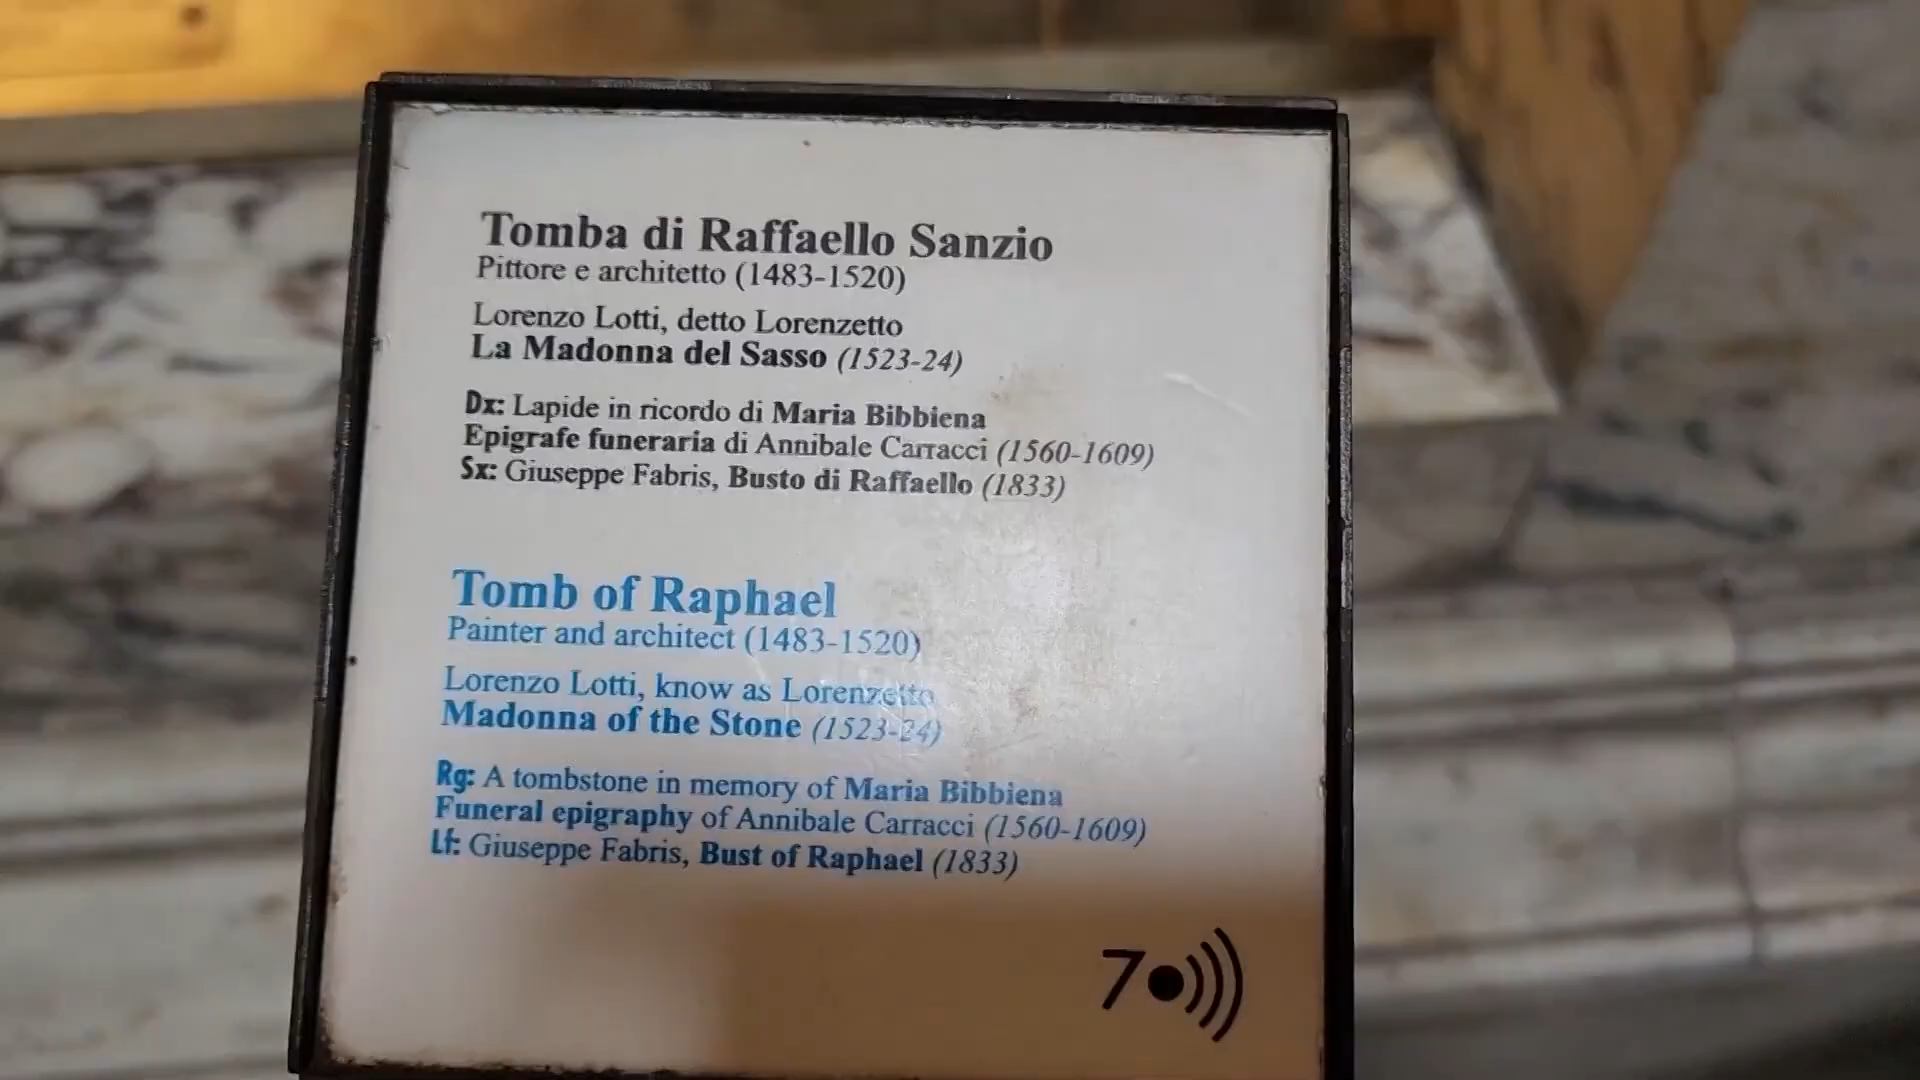 Tomba di Raffaello Sanzio
Pittore e architetto (1483-1520)
Lorenzo Lotti, detto Lorenzetto
La Madonna del Sasso (1523-24)
Dx: Lapide in ricordo di Maria Bibbiena
Epigrafe funeraria di Annibale Carracci (1560-1609)
Sx: Giuseppe Fabris, Busto di Raffaello (1833)
Tomb of Raphael
Painter and architect (1483-1520)
Lorenzo Lotti, know as Lorenzetto
Madonna of the Stone (1523-24)
Rg: A tombstone in memory of Maria Bibbiena
Funeral epigraphy of Annibale Carracci (1560-1609)
Lf: Giuseppe Fabris, Bust of Raphael (1833)
7